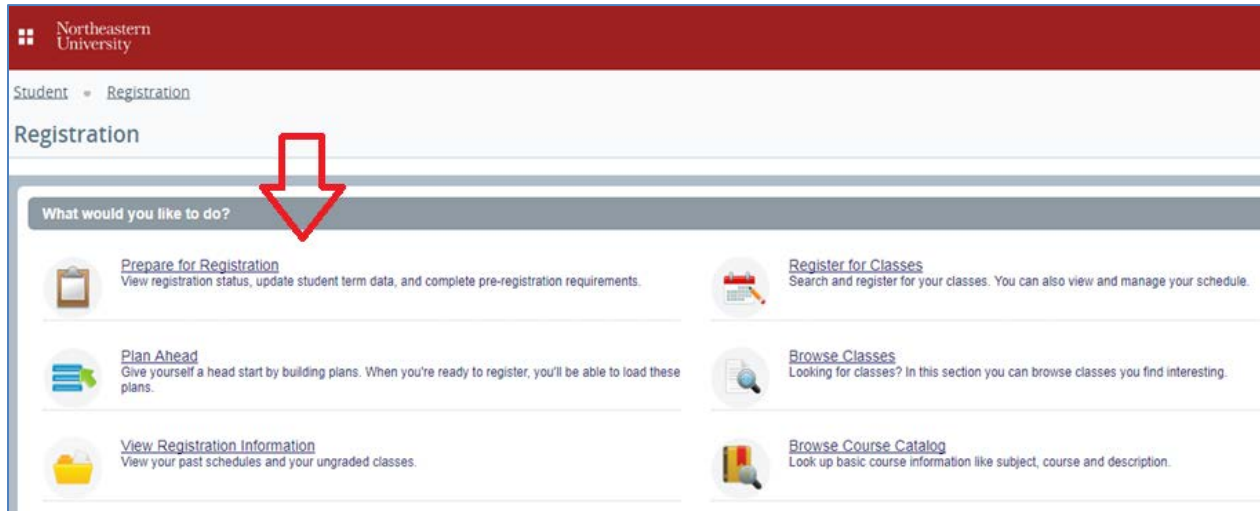 Northeastern
University
Student • Registration
Registration
What would you like to do?
Prepare for Registration
View registration status, update student term data, and complete pre-registration requirements.
Register for Classes
Search and register for your classes. You can also view and manage your schedule.
Plan Ahead
Give yourself a head start by building plans. When you're ready to register, you'll be able to load these
plans.
Browse Classes
Looking for classes? In this section you can browse classes you find interesting.
View Registration Information
View your past schedules and your ungraded classes.
Browse Course Catalog
Look up basic course information like subject, course and description.